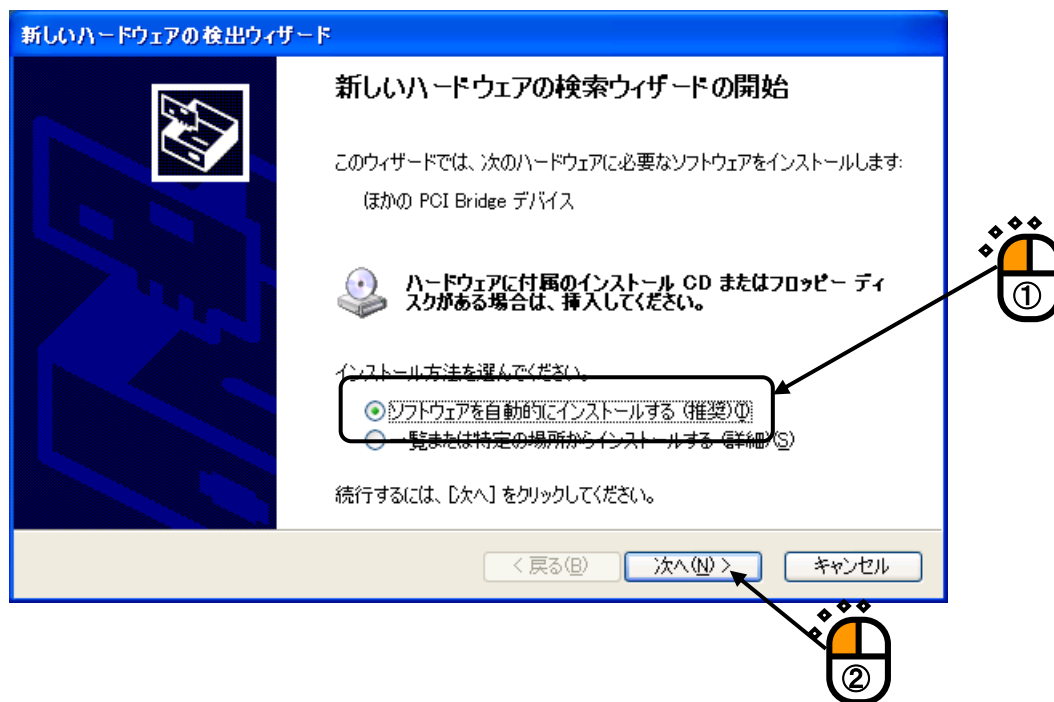 新しいハードウェアの検出ウィザード
新しいハードウェアの検索ウィザードの開始
このウィザードでは、次のハードウェアに必要なソフトウェアをインストールします:
ほかの PCI Bridge デバイス
ハードウェアに付属のインストール CD またはフロッピー ディ
スクがある場合は、挿入してください。
①
インストール方法を選んでください。
ソフトウェアを自動的にインストールする (推奨)(I)
一覧または特定の場所からインストールする (詳細)(S)
続行するには、[次へ] をクリックしてください。
< 戻る(B)
次へ(N) >
キャンセル
②